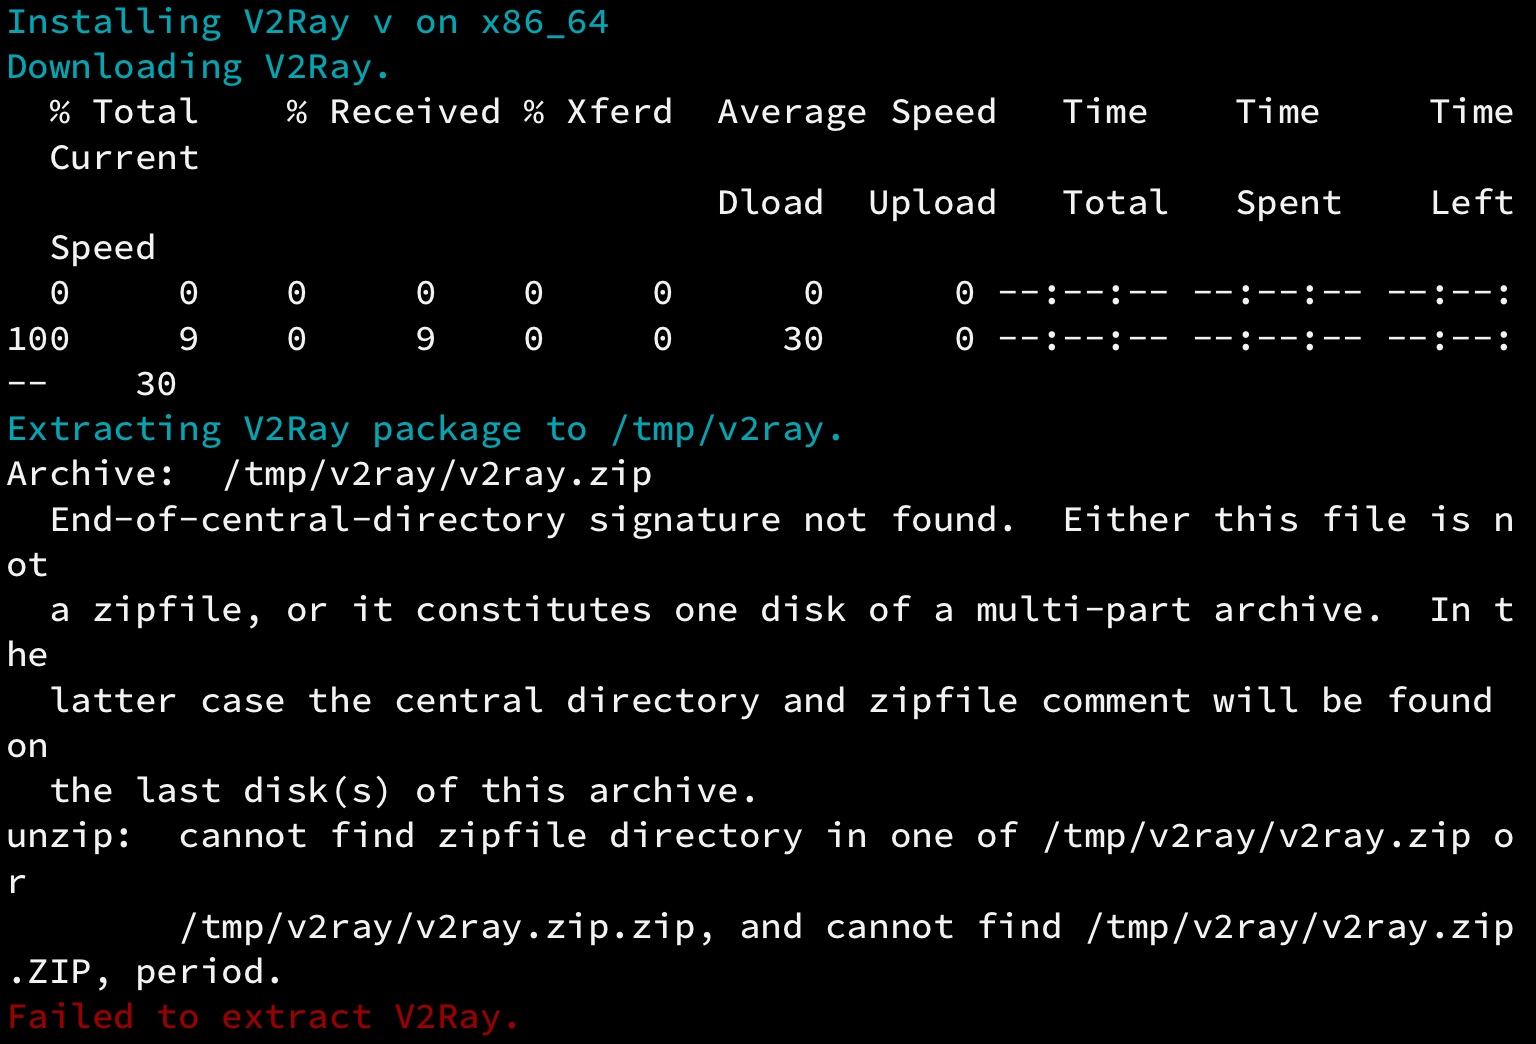 Installing V2Ray v on x86_64
Downloading V2Ray.
  % Total    % Received % Xferd  Average Speed   Time    Time     Time
  Current
                                 Dload  Upload   Total   Spent    Left
  Speed
  0     0    0     0    0     0      0      0 --:--:-- --:--:-- --:--:
100     9    0     9    0     0     30      0 --:--:-- --:--:-- --:--:
--    30
Extracting V2Ray package to /tmp/v2ray.
Archive:  /tmp/v2ray/v2ray.zip
  End-of-central-directory signature not found.  Either this file is n
ot
  a zipfile, or it constitutes one disk of a multi-part archive.  In t
he
  latter case the central directory and zipfile comment will be found
on
  the last disk(s) of this archive.
unzip:  cannot find zipfile directory in one of /tmp/v2ray/v2ray.zip o
r
        /tmp/v2ray/v2ray.zip.zip, and cannot find /tmp/v2ray/v2ray.zip
.ZIP, period.
Failed to extract V2Ray.